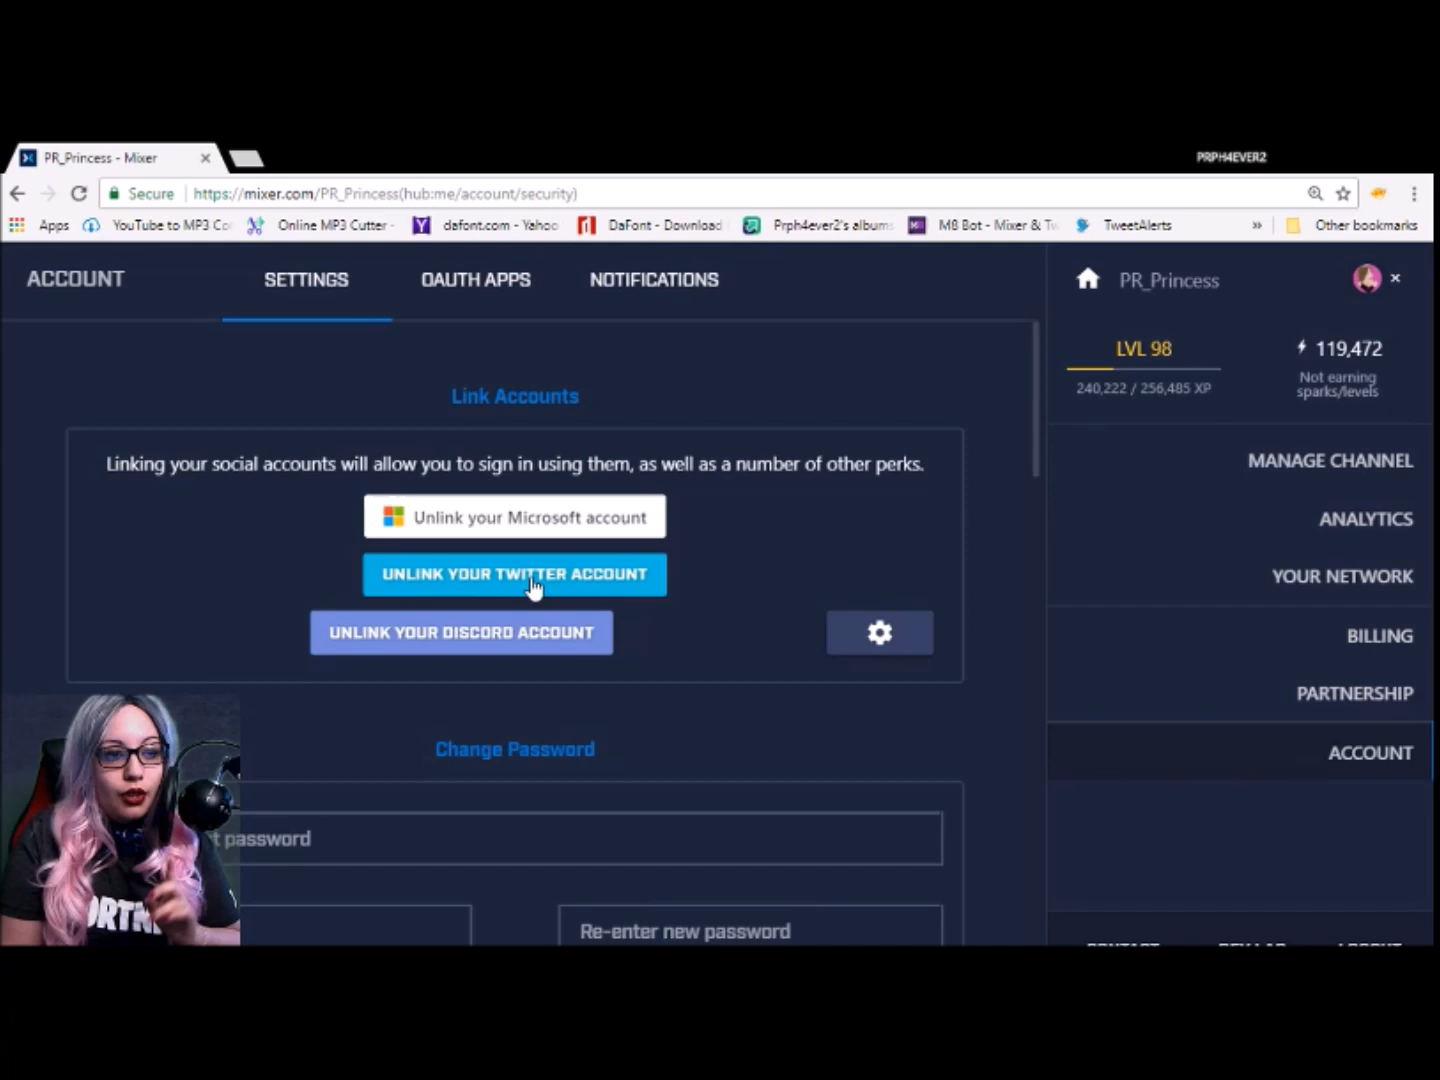 PR_Princess - Mixer
PRPH4EVER2
Secure https://mixer.com/PR_Princess(hub:me/account/security)
Apps YouTube to MP3 Co Online MP3 Cutter - dafont.com - Yahoo DaFont - Download Prph4ever2's album M8 Bot - Mixer & Tw TweetAlerts » Other bookmarks
ACCOUNT SETTINGS OAUTH APPS NOTIFICATIONS
PR_Princess
LVL 98 119,472
240,222 / 256,485 XP
Not earning
sparks/levels
Link Accounts
Linking your social accounts will allow you to sign in using them, as well as a number of other perks.
Unlink your Microsoft account
UNLINK YOUR TWITTER ACCOUNT
UNLINK YOUR DISCORD ACCOUNT
MANAGE CHANNEL
ANALYTICS
YOUR NETWORK
BILLING
PARTNERSHIP
ACCOUNT
Change Password
password
Re-enter new password